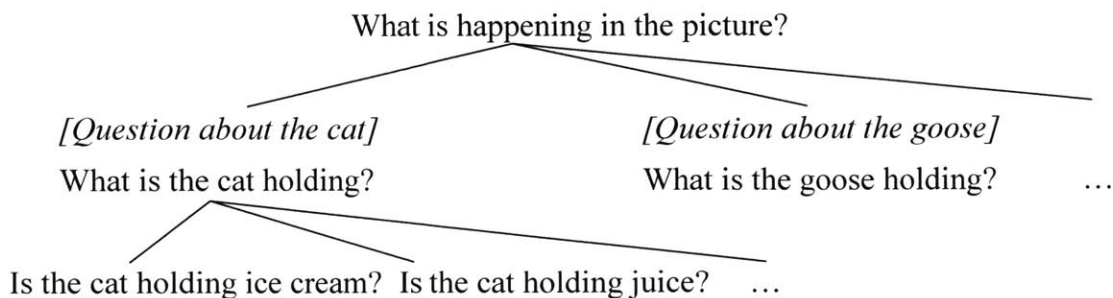 What is happening in the picture?
[Question about the cat] [Question about the goose]
What is the cat holding? What is the goose holding? …
Is the cat holding ice cream? Is the cat holding juice? …